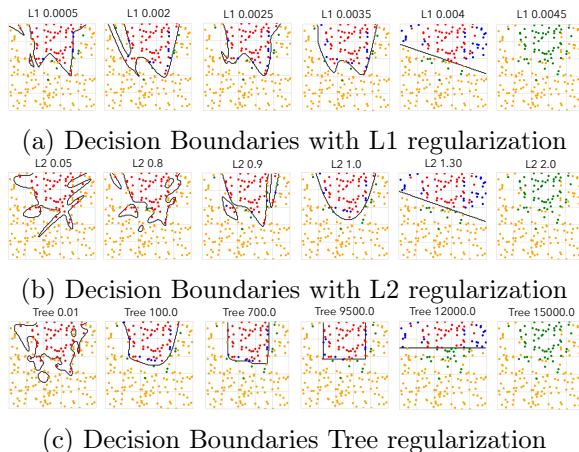 L1 0.0005 L1 0.002 L1 0.0025 L1 0.0035 L1 0.004 L1 0.0045
(a) Decision Boundaries with L1 regularization
L2 0.05 L2 0.8 L2 0.9 L2 1.0 L2 1.30 L2 2.0
(b) Decision Boundaries with L2 regularization
Tree 0.01 Tree 100.0 Tree 700.0 Tree 9500.0 Tree 12000.0 Tree 15000.0
(c) Decision Boundaries Tree regularization